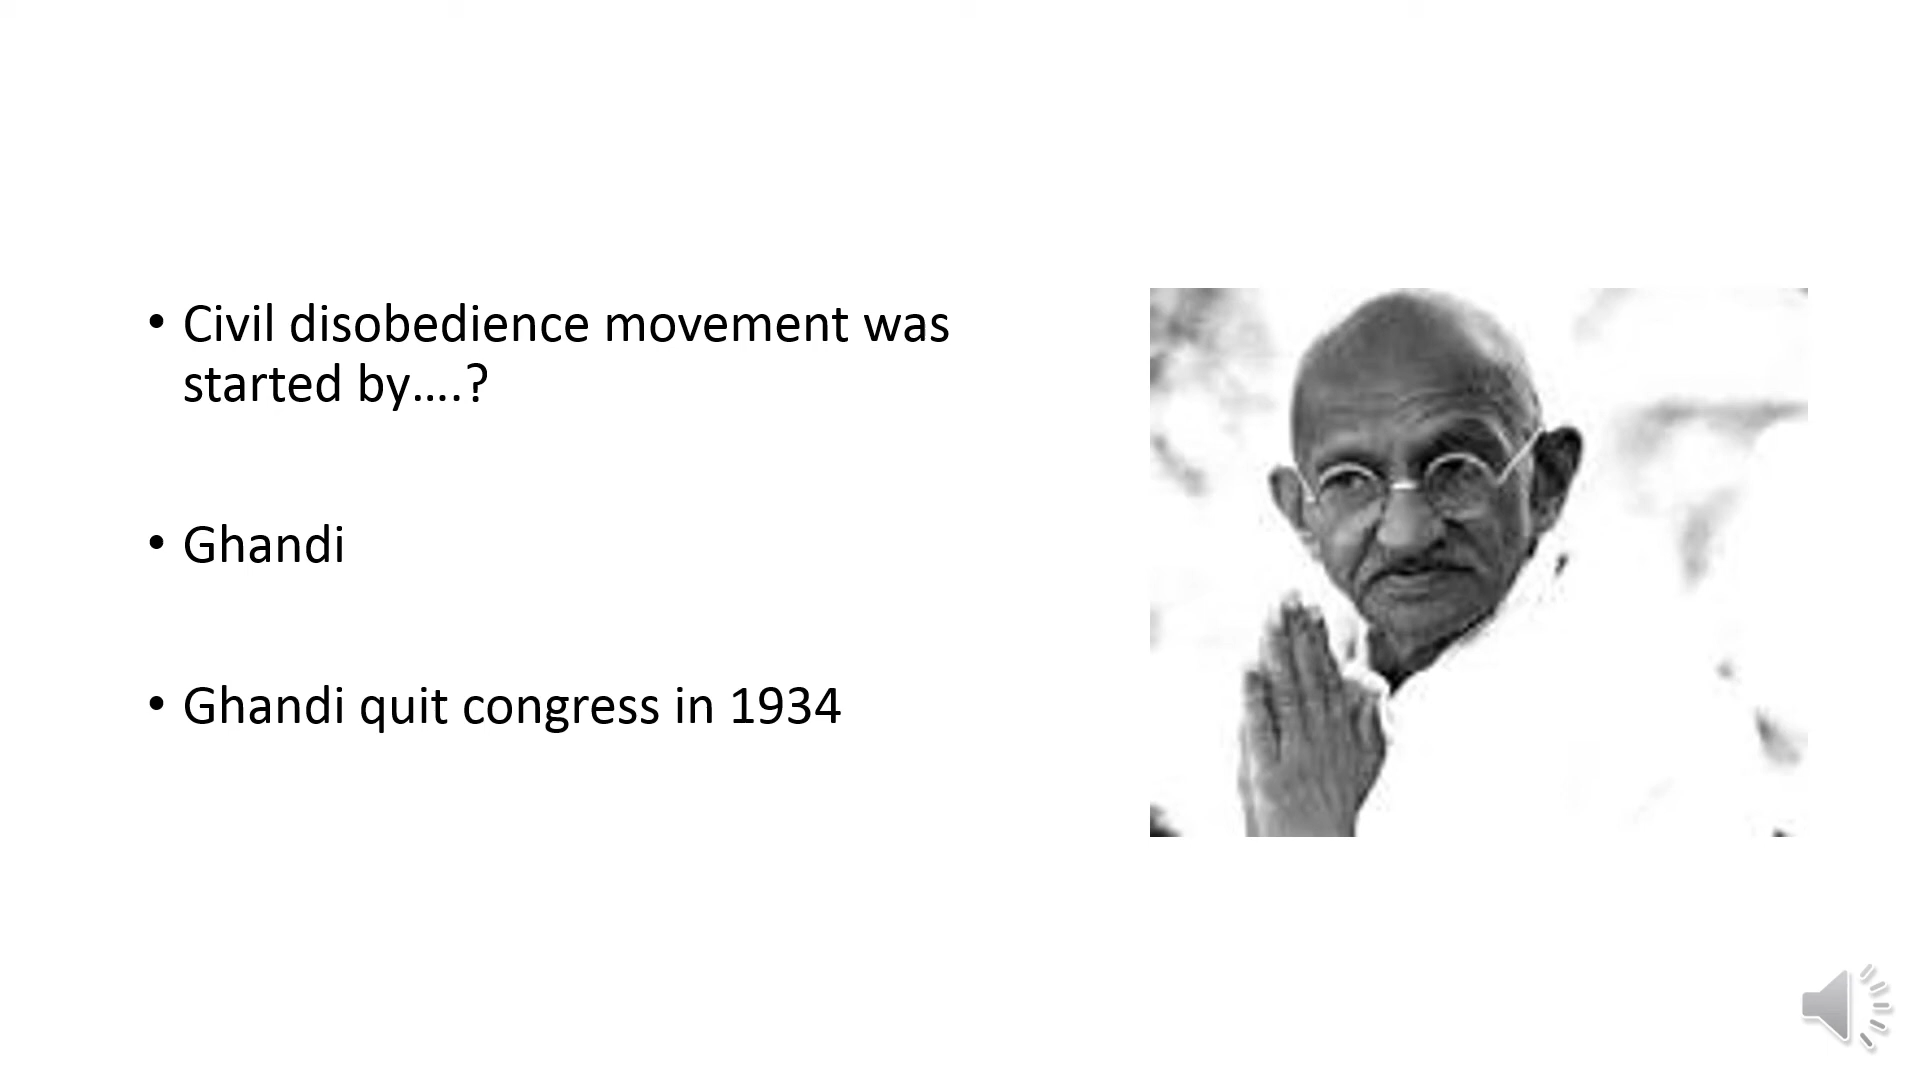 • Civil disobedience movement was
started by….?
• Ghandi
• Ghandi quit congress in 1934